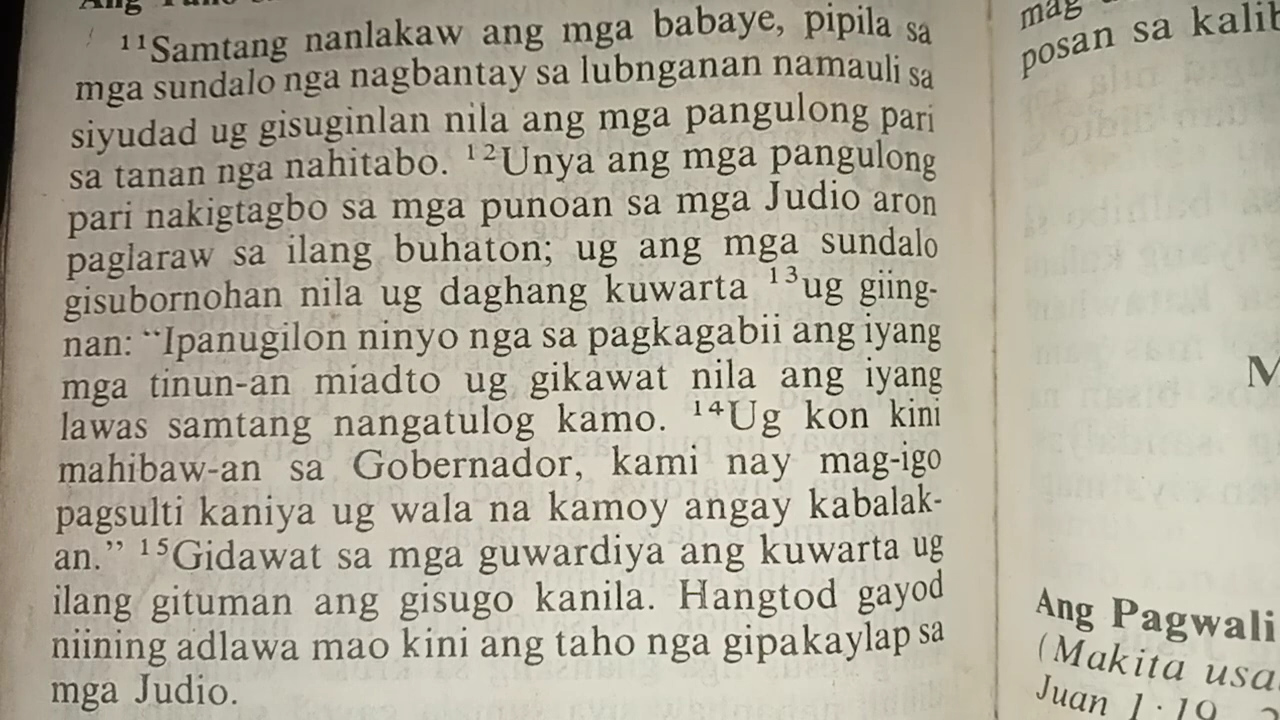 ¹¹Samtang nanlakaw ang mga babaye, pipila sa
mga sundalo nga nagbantay sa lubnganan namauli sa
siyudad ug gisuginlan nila ang mga pangulong pari
sa tanan nga nahitabo. ¹²Unya ang mga pangulong
pari nakigtagbo sa mga punoan sa mga Judio aron
paglaraw sa ilang buhaton; ug ang mga sundalo
gisubornohan nila ug daghang kuwarta ¹³ug giing-
nan: “Ipanugilon ninyo nga sa pagkagabii ang iyang
mga tinun-an miadto ug gikawat nila ang iyang
lawas samtang nangatulog kamo. ¹⁴Ug kon kini
mahibaw-an sa Gobernador, kami nay mag-igo
pagsulti kaniya ug wala na kamoy angay kabalak-
an.” ¹⁵Gidawat sa mga guwardiya ang kuwarta ug
ilang gituman ang gisugo kanila. Hangtod gayod
niining adlawa mao kini ang taho nga gipakaylap sa
mga Judio.
mag
posan sa
Ang Pagwali
(Makita
Juan 1:19